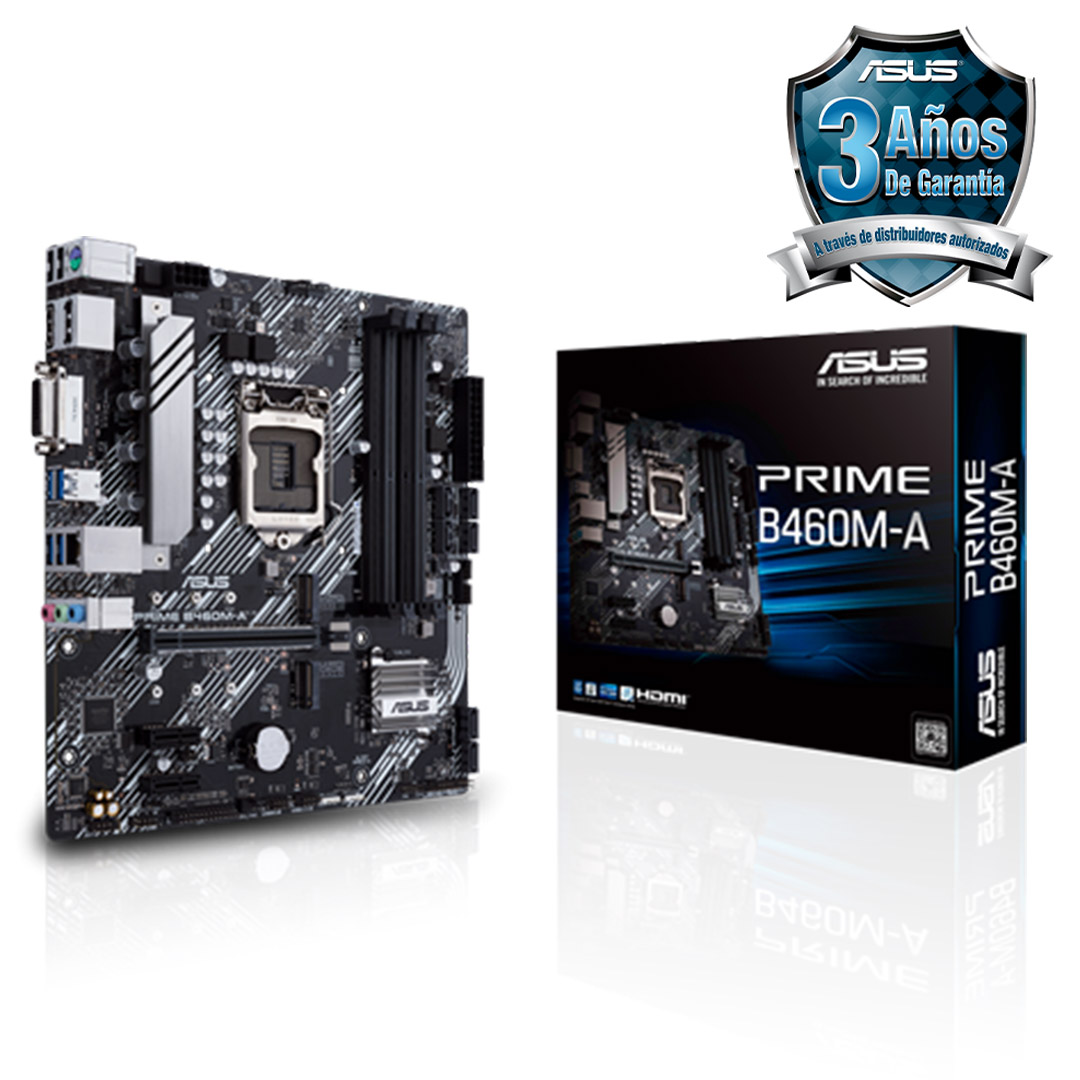 ASUS
3 Años
De Garantía
A través de distribuidores autorizados
ASUS
IN SEARCH OF INCREDIBLE
PRIME
B460M-A
HDMI
PRIME
B460M-A
ASUS
IN SEARCH OF INCREDIBLE
ASUS
PRIME B460M-A
ASUS